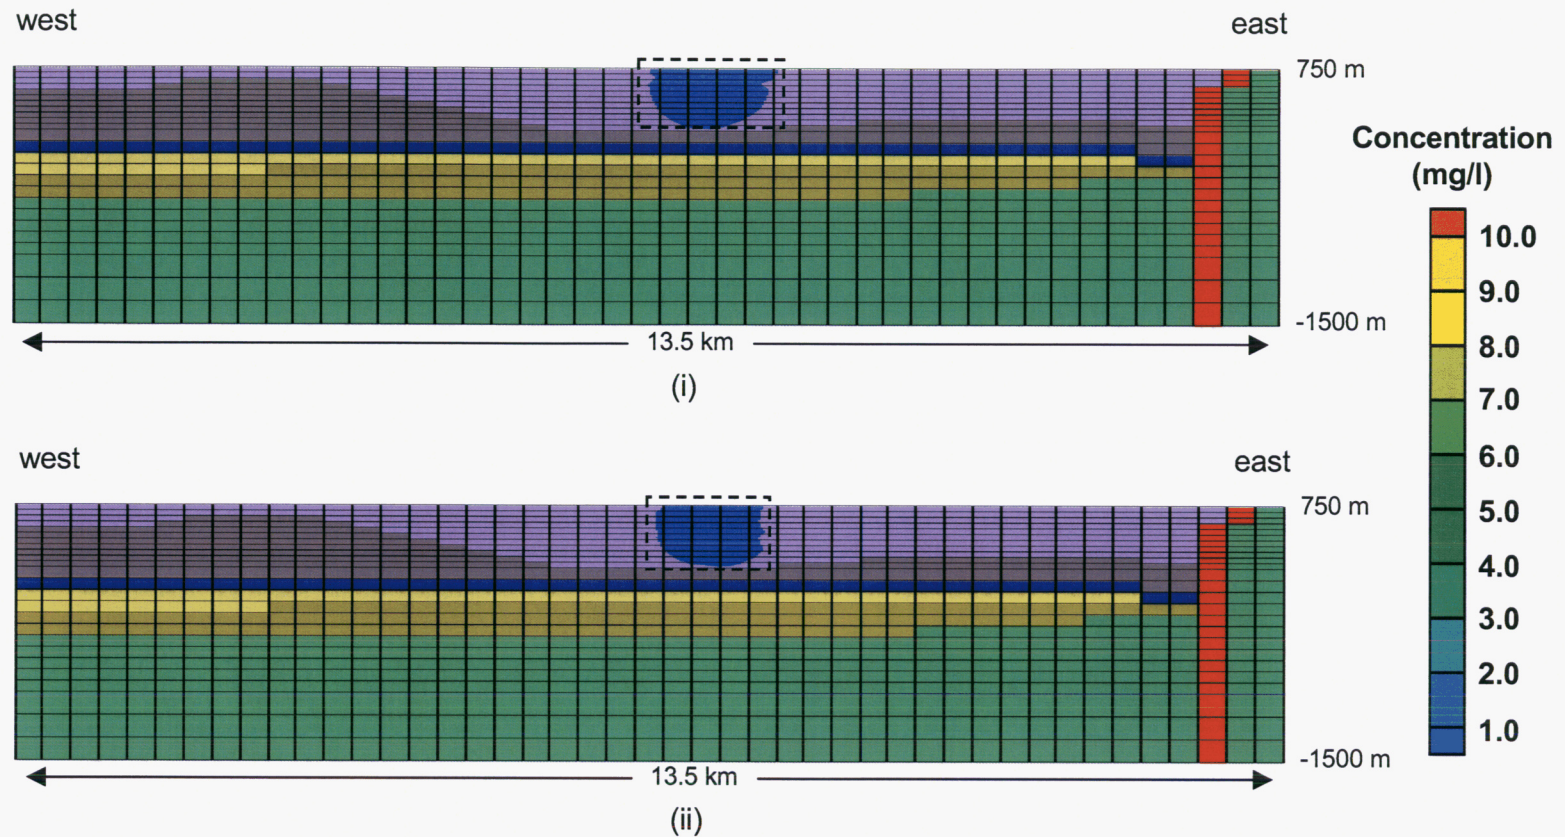 west
east
750 m
-1500 m
13.5 km
(i)
west
east
750 m
-1500 m
13.5 km
(ii)
Concentration
(mg/l)
10.0
9.0
8.0
7.0
6.0
5.0
4.0
3.0
2.0
1.0